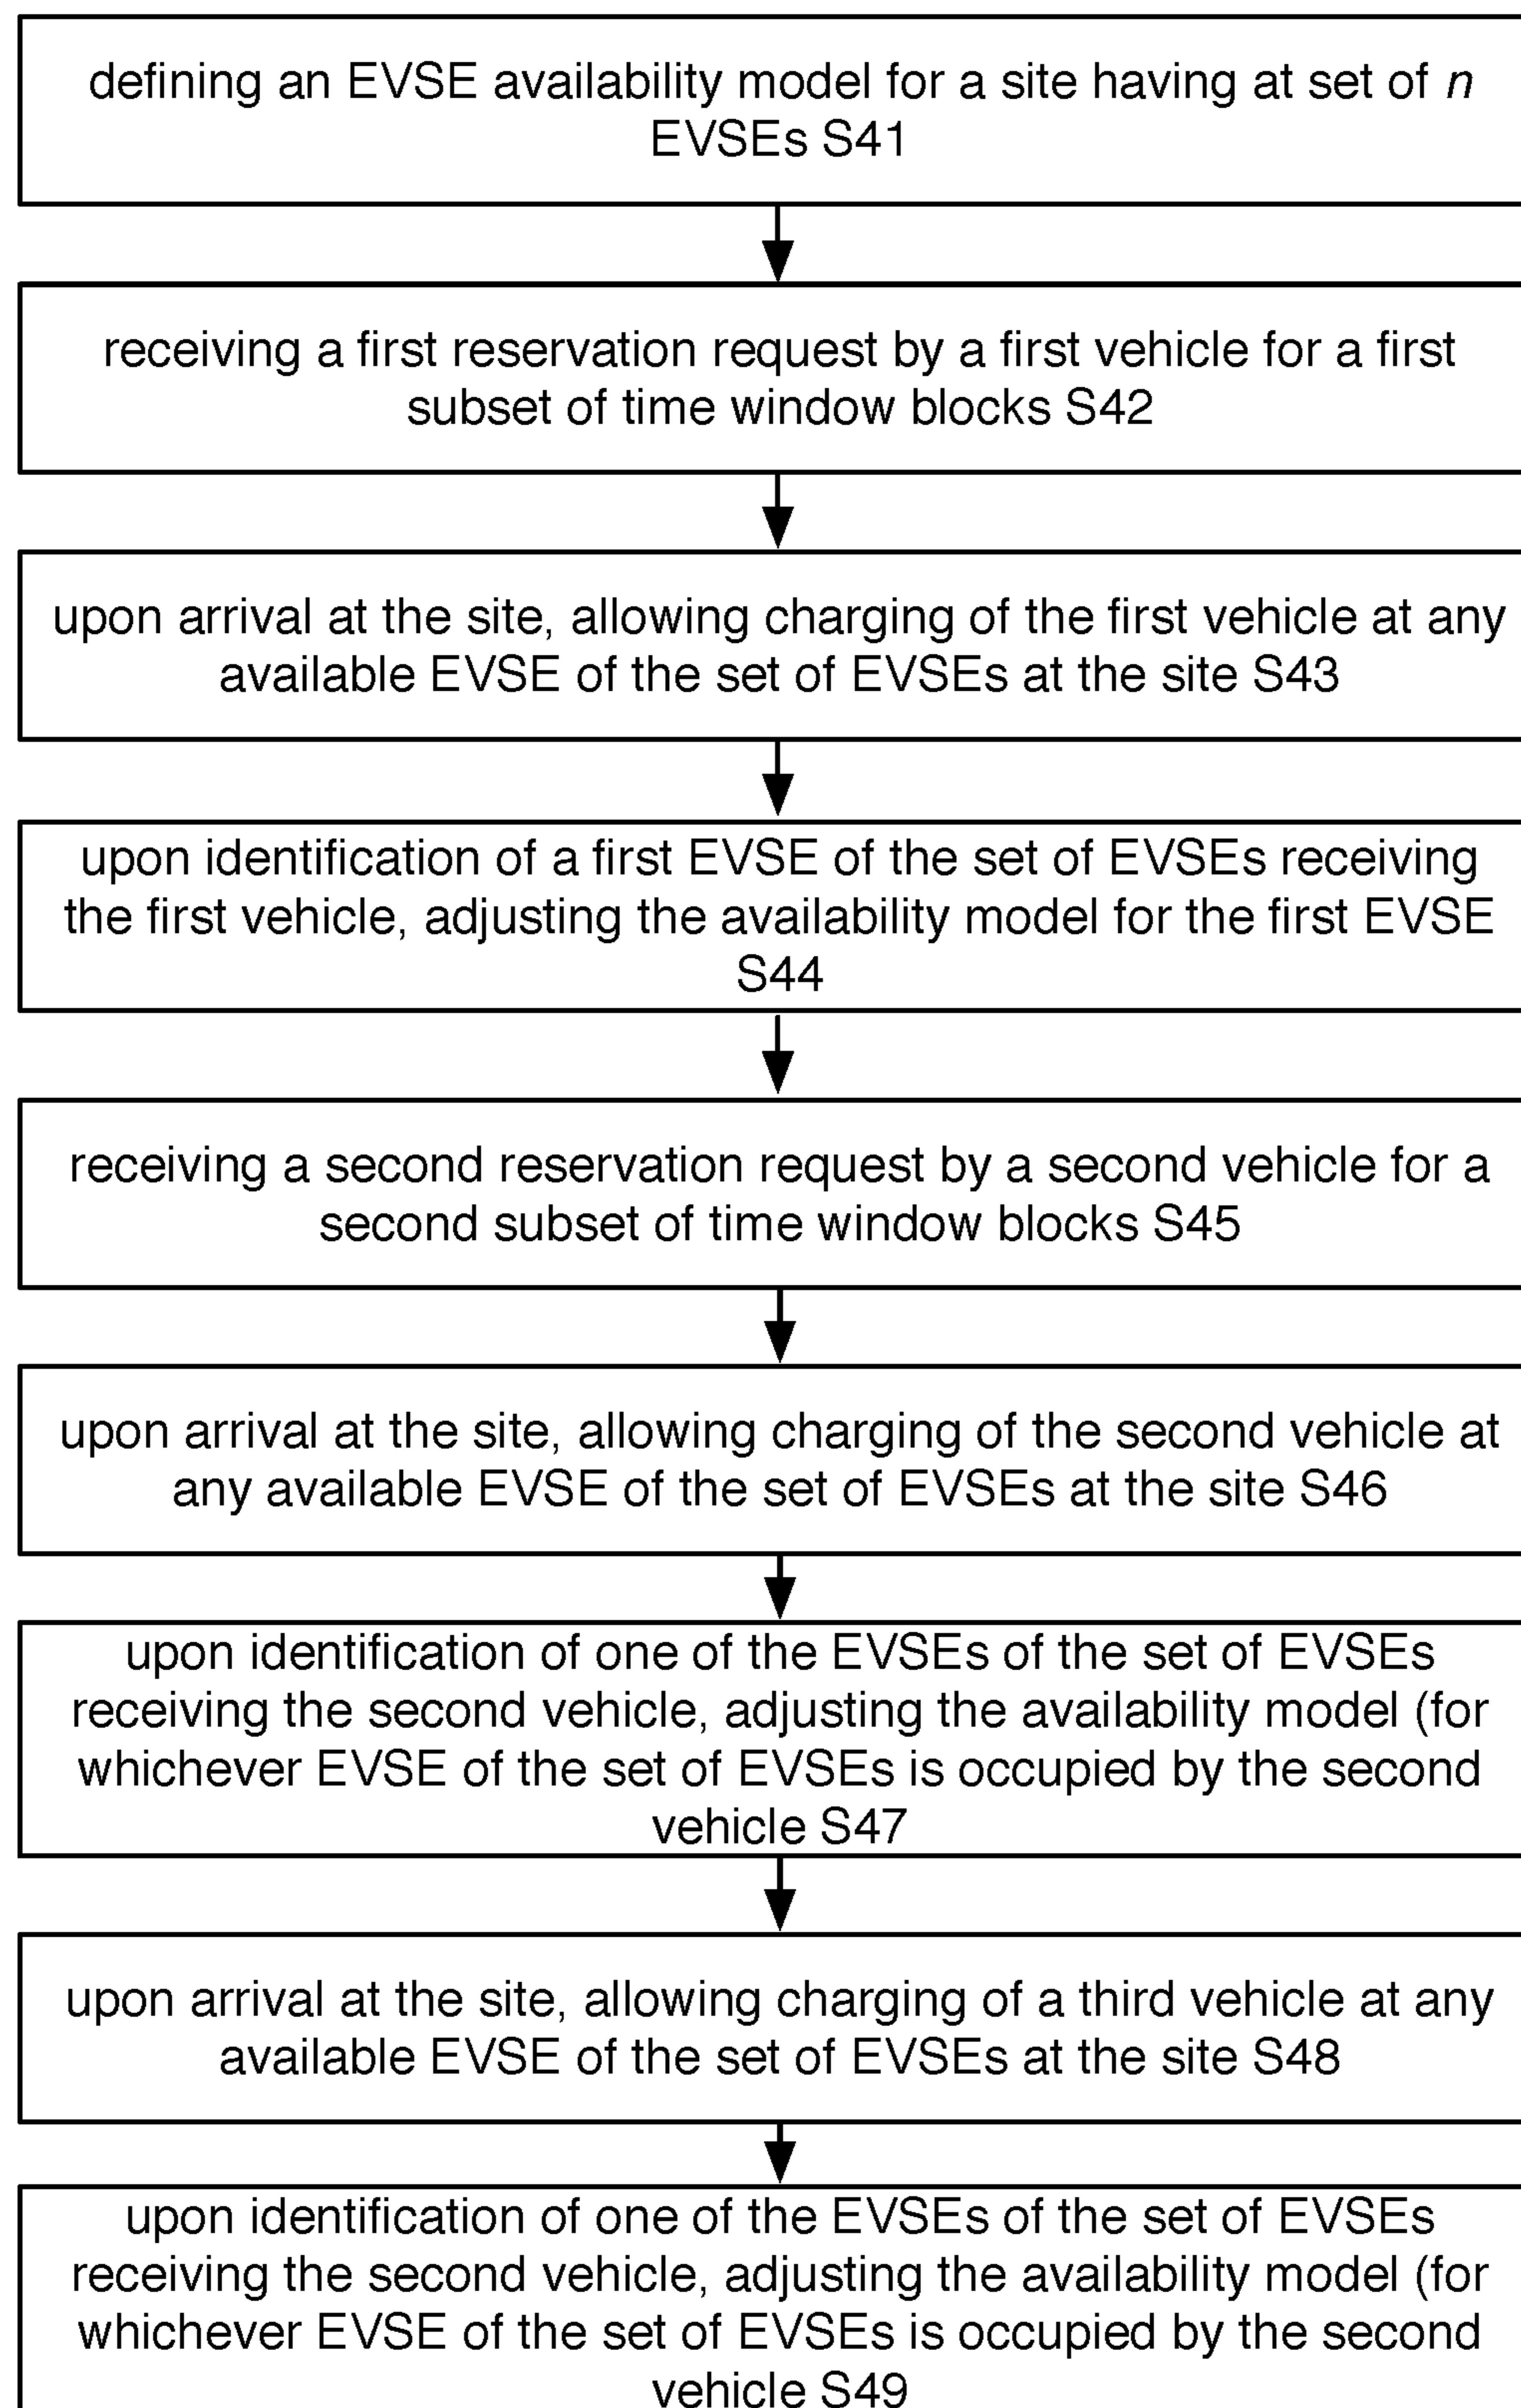 defining an EVSE availability model for a site having at set of n
EVSEs S41
receiving a first reservation request by a first vehicle for a first
subset of time window blocks S42
upon arrival at the site, allowing charging of the first vehicle at any
available EVSE of the set of EVSEs at the site S43
upon identification of a first EVSE of the set of EVSEs receiving
the first vehicle, adjusting the availability model for the first EVSE
S44
receiving a second reservation request by a second vehicle for a
second subset of time window blocks S45
upon arrival at the site, allowing charging of the second vehicle at
any available EVSE of the set of EVSEs at the site S46
upon identification of one of the EVSEs of the set of EVSEs
receiving the second vehicle, adjusting the availability model (for
whichever EVSE of the set of EVSEs is occupied by the second
vehicle S47
upon arrival at the site, allowing charging of a third vehicle at any
available EVSE of the set of EVSEs at the site S48
upon identification of one of the EVSEs of the set of EVSEs
receiving the second vehicle, adjusting the availability model (for
whichever EVSE of the set of EVSEs is occupied by the second
vehicle S49